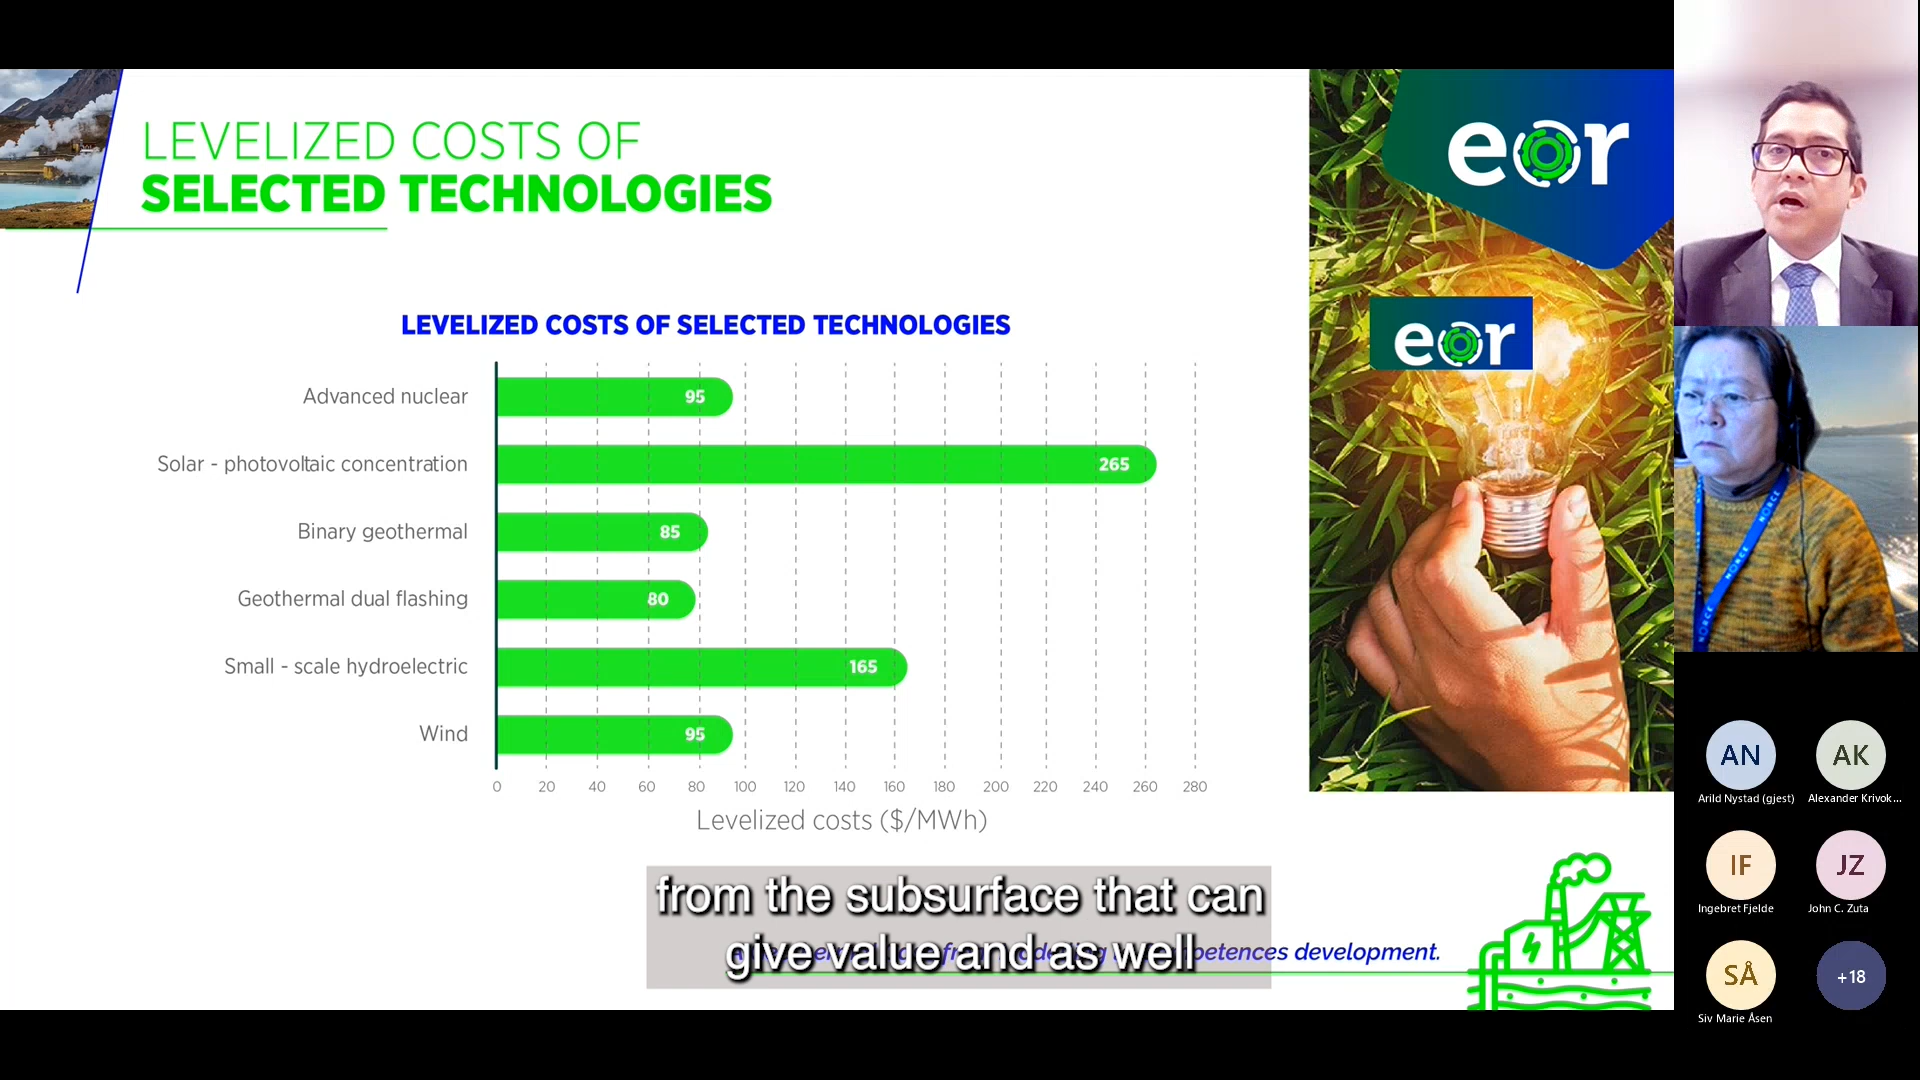 LEVELIZED COSTS OF
SELECTED TECHNOLOGIES
eor
eor
LEVELIZED COSTS OF SELECTED TECHNOLOGIES
Advanced nuclear
95
Solar - photovoltaic concentration
265
Binary geothermal
85
Geothermal dual flashing
80
Small - scale hydroelectric
165
Wind
95
0 20 40 60 80 100 120 140 160 180 200 220 240 260 280
Levelized costs ($/MWh)
from the subsurface that can
give value and as well
development.
NORCE
NORCE
AN
Arild Nystad (gjest)
AK
Alexander Krivok...
IF
Ingebret Fjelde
JZ
John C. Zuta
SÅ
Siv Marie Åsen
+18